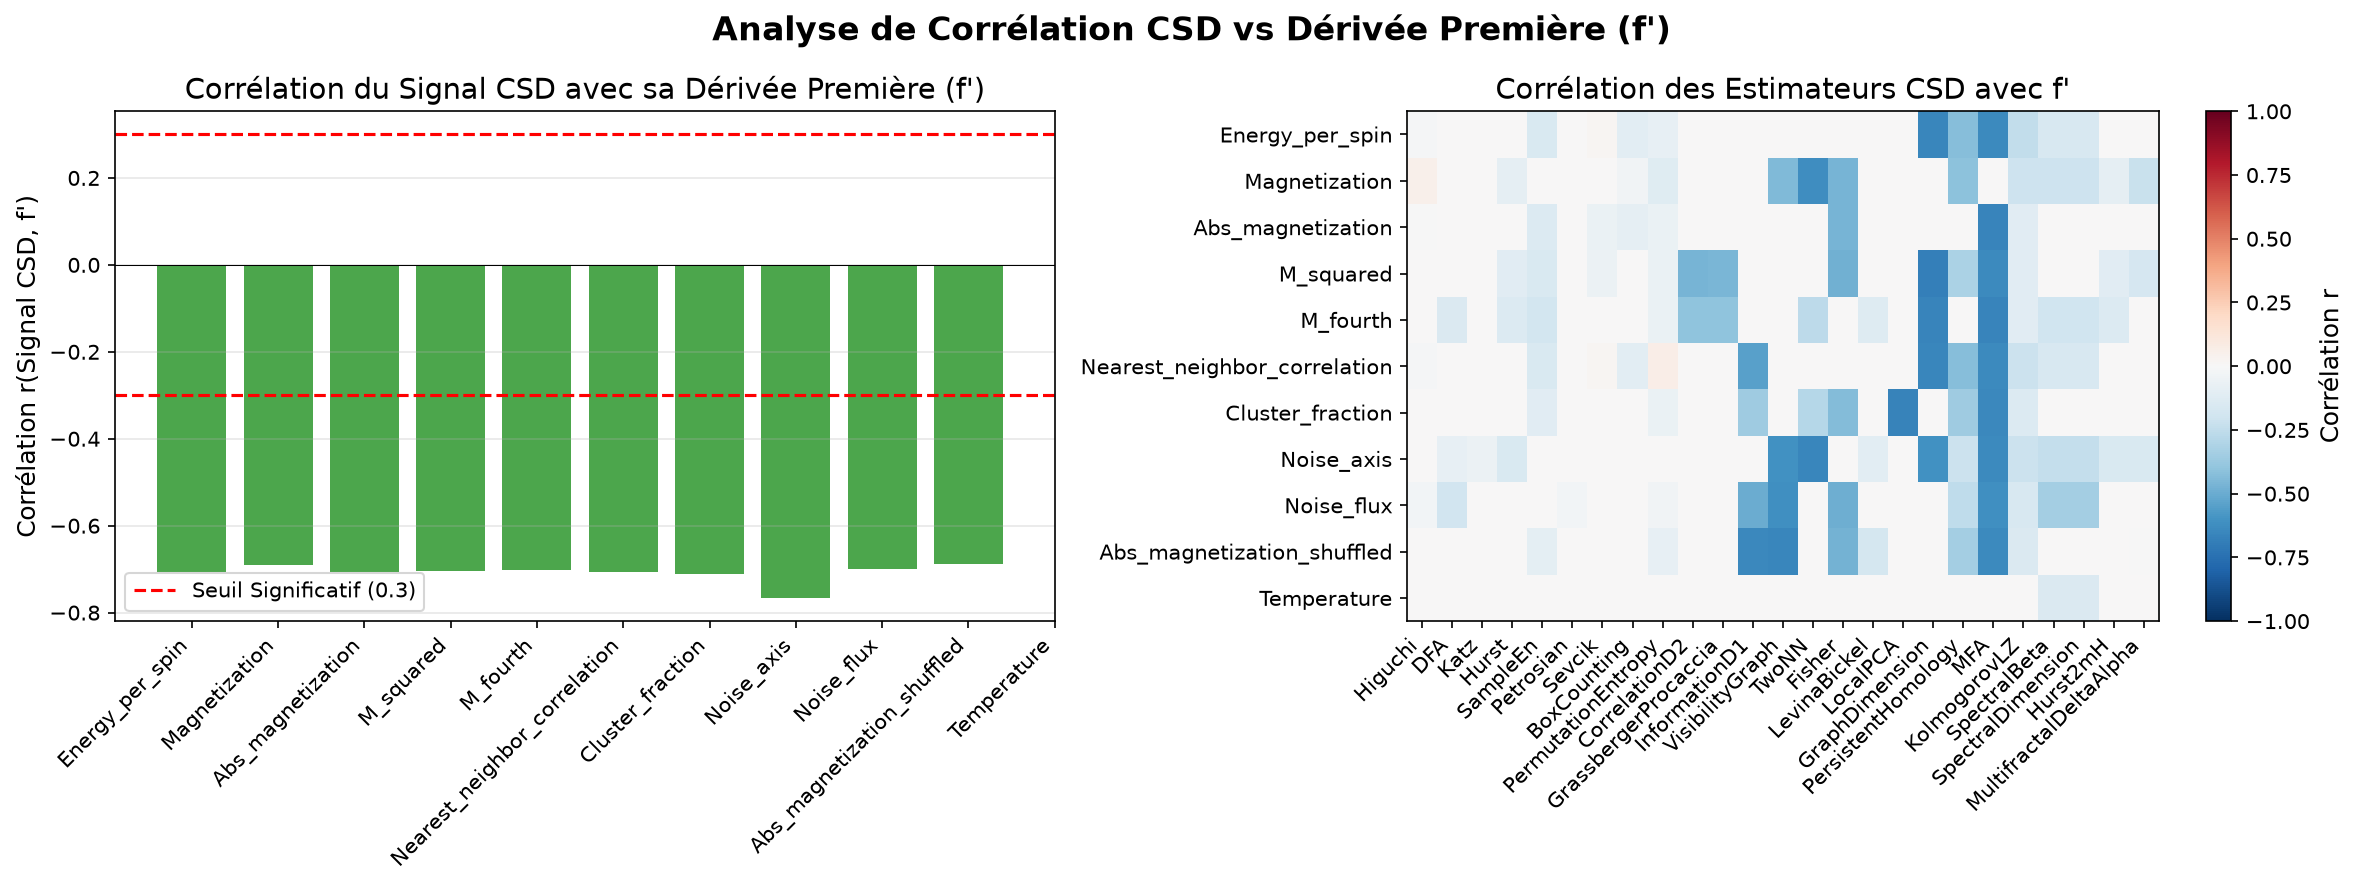 Analyse de Corrélation CSD vs Dérivée Première (f')
Corrélation du Signal CSD avec sa Dérivée Première (f')
Corrélation r(Signal CSD, f')
0.2
0.0
−0.2
−0.4
−0.6
−0.8
Seuil Significatif (0.3)
Energy_per_spin
Magnetization
Abs_magnetization
M_squared
M_fourth
Nearest_neighbor_correlation
Cluster_fraction
Noise_axis
Noise_flux
Abs_magnetization_shuffled
Temperature
Corrélation des Estimateurs CSD avec f'
Energy_per_spin
Magnetization
Abs_magnetization
M_squared
M_fourth
Nearest_neighbor_correlation
Cluster_fraction
Noise_axis
Noise_flux
Abs_magnetization_shuffled
Temperature
Higuchi
DFA
Katz
Hurst
SampleEn
Petrosian
Sevcik
BoxCounting
PermutationEntropy
CorrelationD2
GrassbergerProcaccia
InformationD1
VisibilityGraph
TwoNN
Fisher
LevinaBickel
LocalPCA
GraphDimension
PersistentHomology
MFA
KolmogorovLZ
SpectralBeta
SpectralDimension
Hurst2mH
MultifractalDeltaAlpha
1.00
0.75
0.50
0.25
0.00
−0.25
−0.50
−0.75
−1.00
Corrélation r